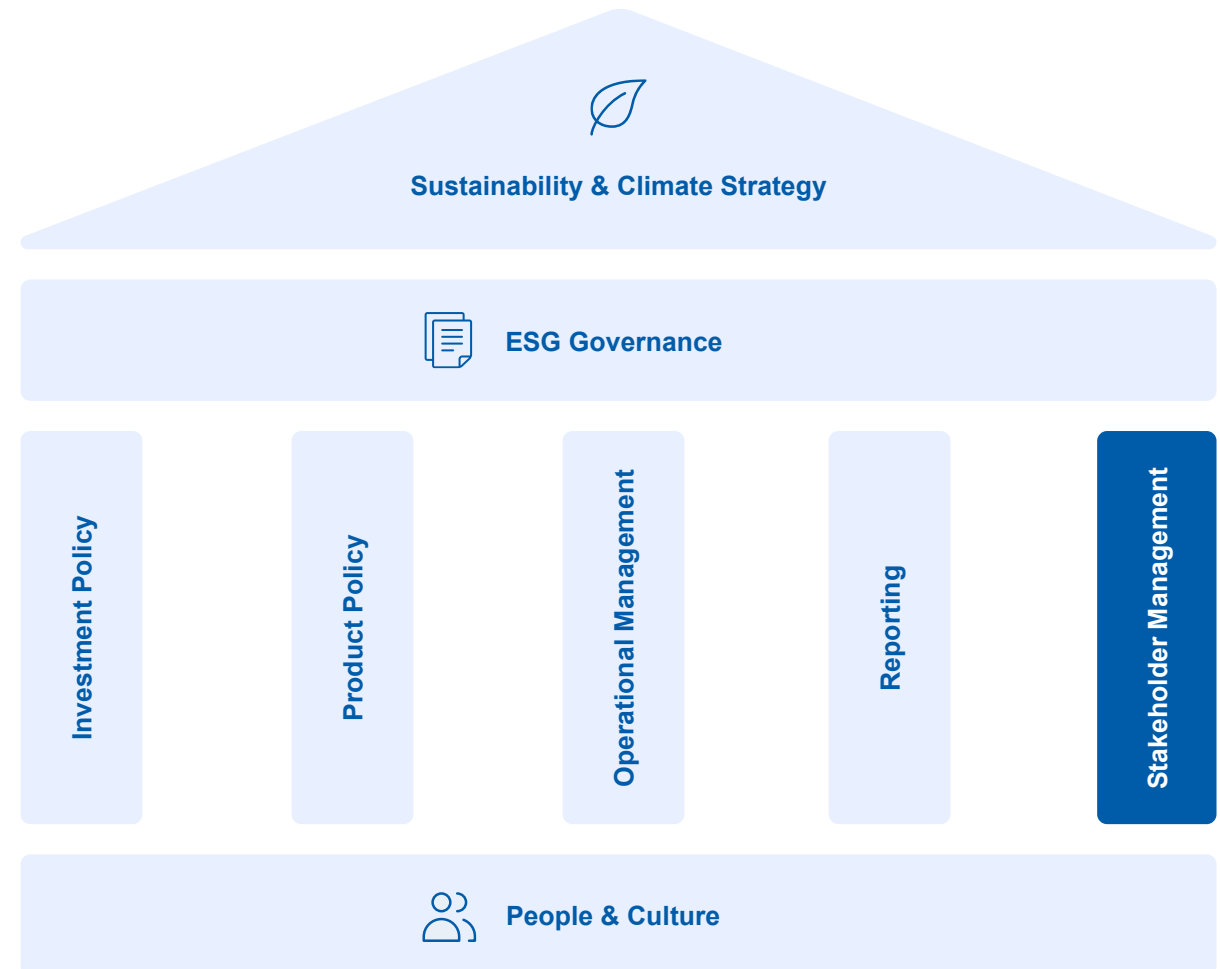 Sustainability & Climate Strategy
ESG Governance
Investment Policy
Product Policy
Operational Management
Reporting
Stakeholder Management
People & Culture